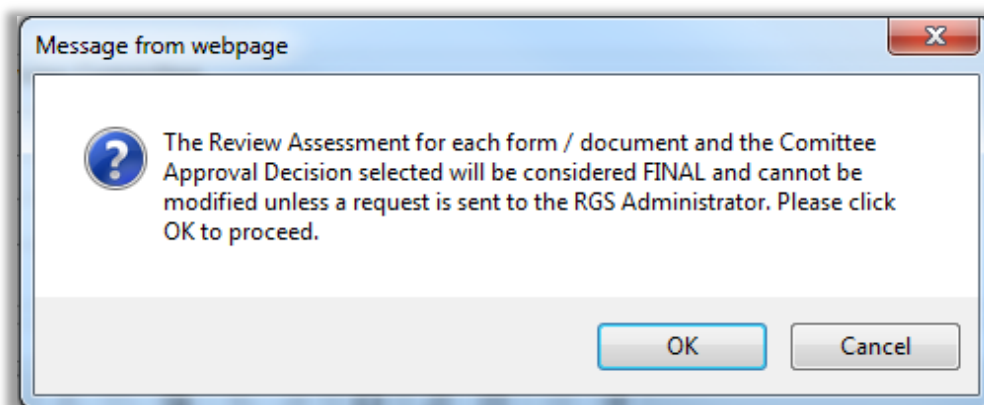 Message from webpage
The Review Assessment for each form / document and the Comittee
Approval Decision selected will be considered FINAL and cannot be
modified unless a request is sent to the RGS Administrator. Please click
OK to proceed.
OK
Cancel